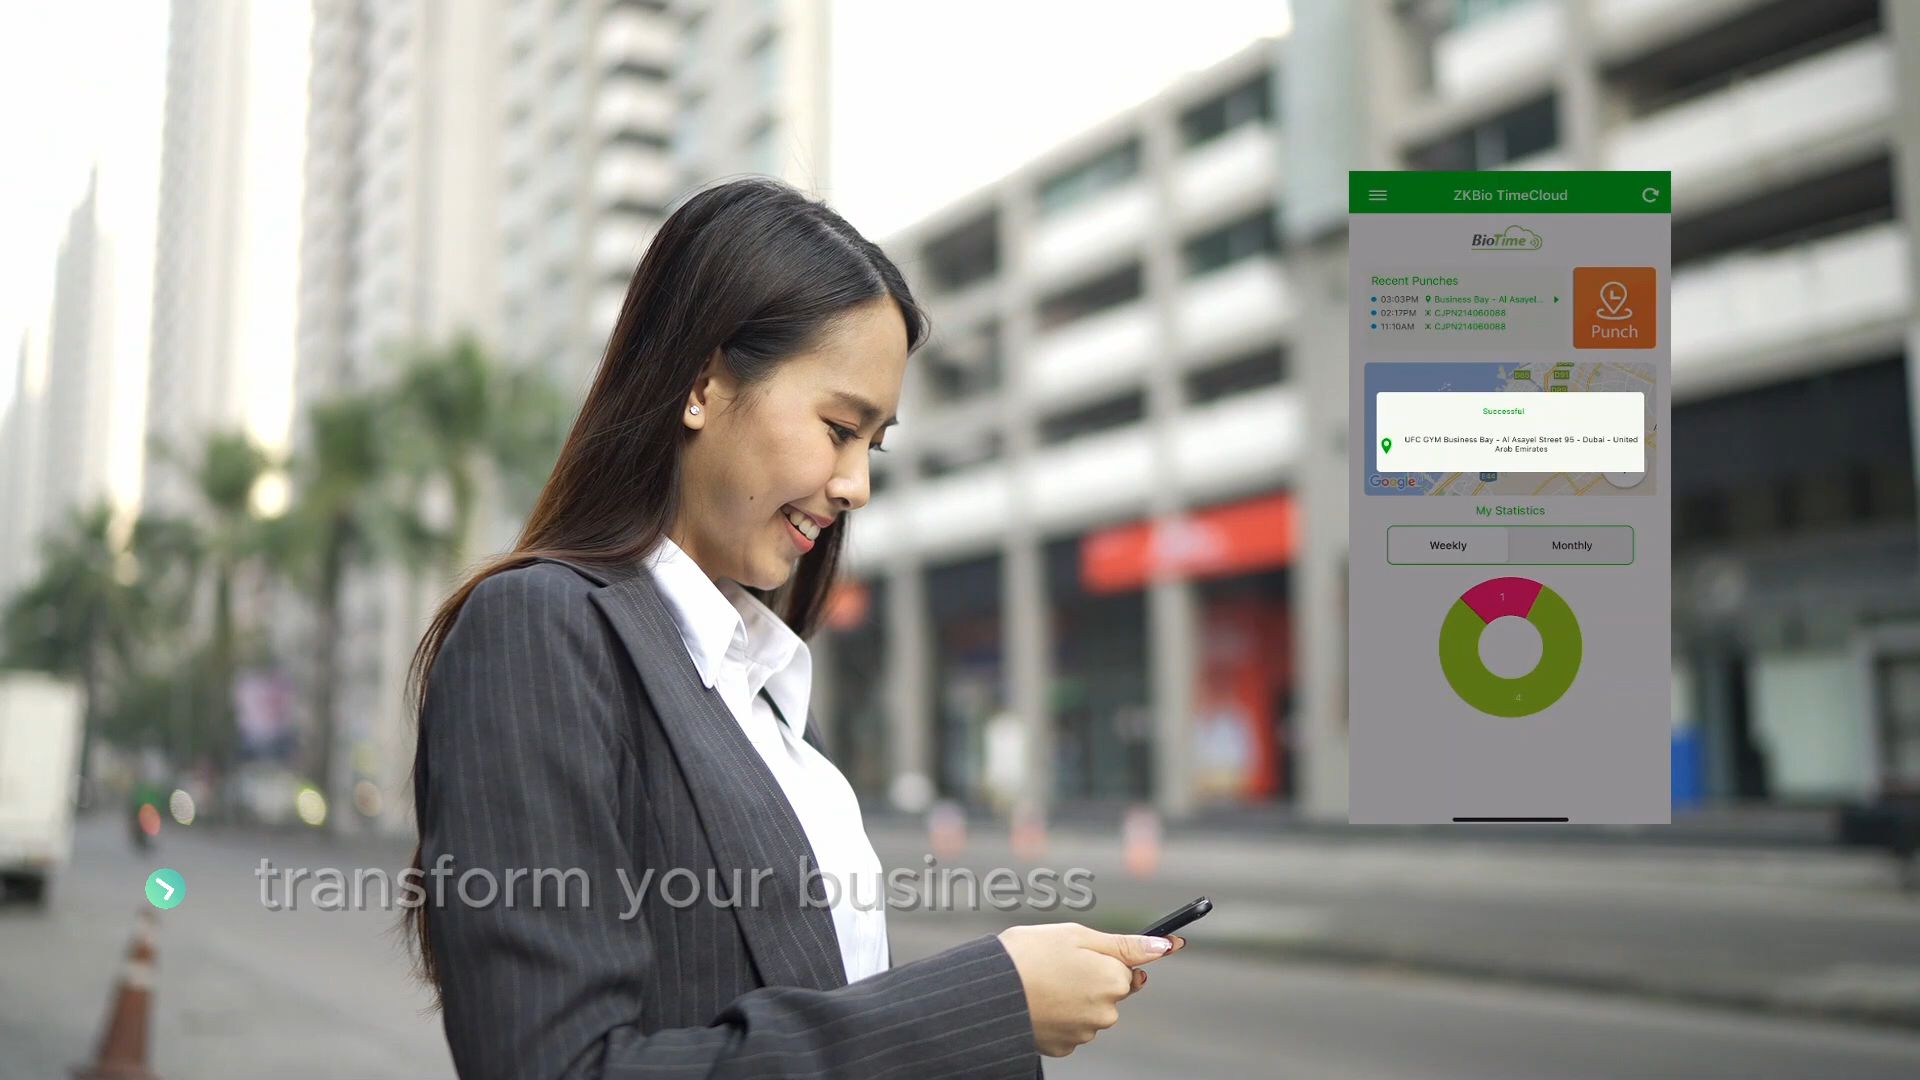 ZKBio TimeCloud
BioTime
Recent Punches
03:03PM Business Bay - Al Asayel...
02:17PM CJPN214060088
11:10AM CJPN214060088
Punch
Successful
UFC GYM Business Bay - Al Asayel Street 95 - Dubai - United
Arab Emirates
Google
My Statistics
Weekly
Monthly
1
4
transform your business